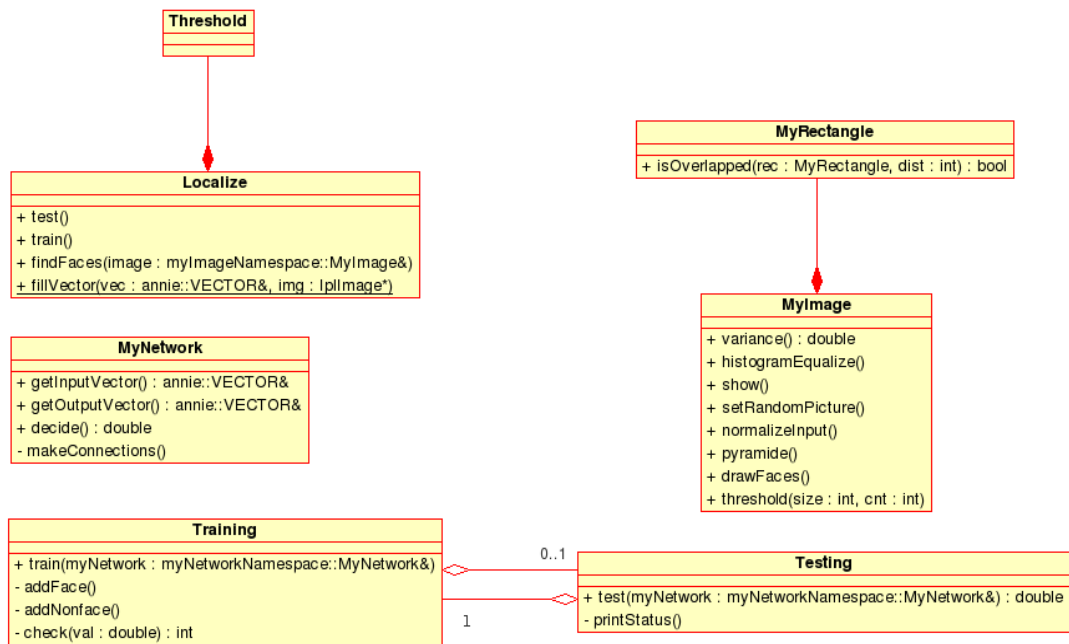 Threshold
MyRectangle
+ isOverlapped(rec : MyRectangle, dist : int) : bool
Localize
+ test()
+ train()
+ findFaces(image : myImageNamespace::MyImage&)
+ fillVector(vec : annie::VECTOR&, img : IplImage*)
MyImage
+ variance() : double
+ histogramEqualize()
+ show()
+ setRandomPicture()
+ normalizeInput()
+ pyramide()
+ drawFaces()
+ threshold(size : int, cnt : int)
MyNetwork
+ getInputVector() : annie::VECTOR&
+ getOutputVector() : annie::VECTOR&
+ decide() : double
- makeConnections()
Training
+ train(myNetwork : myNetworkNamespace::MyNetwork&)
- addFace()
- addNonface()
- check(val : double) : int
0..1
1
Testing
+ test(myNetwork : myNetworkNamespace::MyNetwork&) : double
- printStatus()